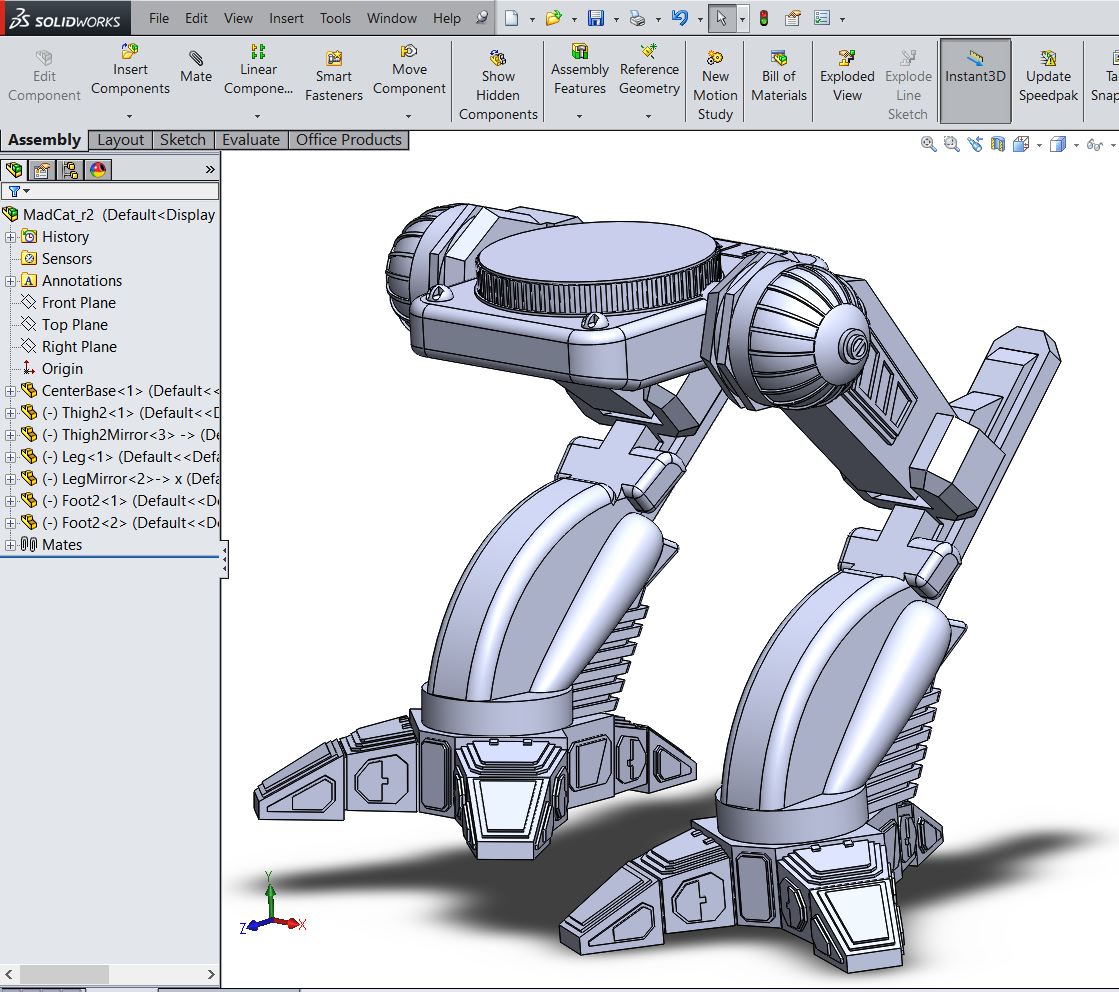 SOLIDWORKS
File Edit View Insert Tools Window Help
Edit Component
Insert Components
Mate
Linear Compone...
Smart Fasteners
Move Component
Show Hidden Components
Assembly Features
Reference Geometry
New Motion Study
Bill of Materials
Exploded View
Explode Line Sketch
Instant3D
Update Speedpak
Ta
Snap
Assembly Layout Sketch Evaluate Office Products
MadCat_r2 (Default<Display
History
Sensors
A Annotations
Front Plane
Top Plane
Right Plane
Origin
CenterBase<1> (Default<<
(-) Thigh2<1> (Default<<D
(-) Thigh2Mirror<3> -> (De
(-) Leg<1> (Default<<Defa
(-) LegMirror<2>-> x (Defa
(-) Foot2<1> (Default<<D
(-) Foot2<2> (Default<<D
Mates
Y
Z
X